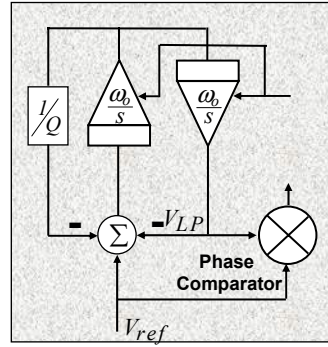 ω₀/s
ω₀/s
1/Q
Σ
V_LP
Phase
Comparator
V_ref